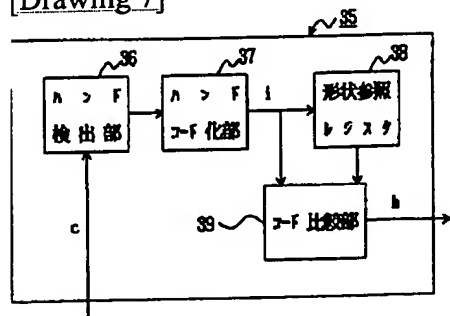 [Drawing 7]
35
36
37
38
ハンド
検出部
ハンド
コード化部
i
形状参照
レジスタ
c
39
コード比較部
h